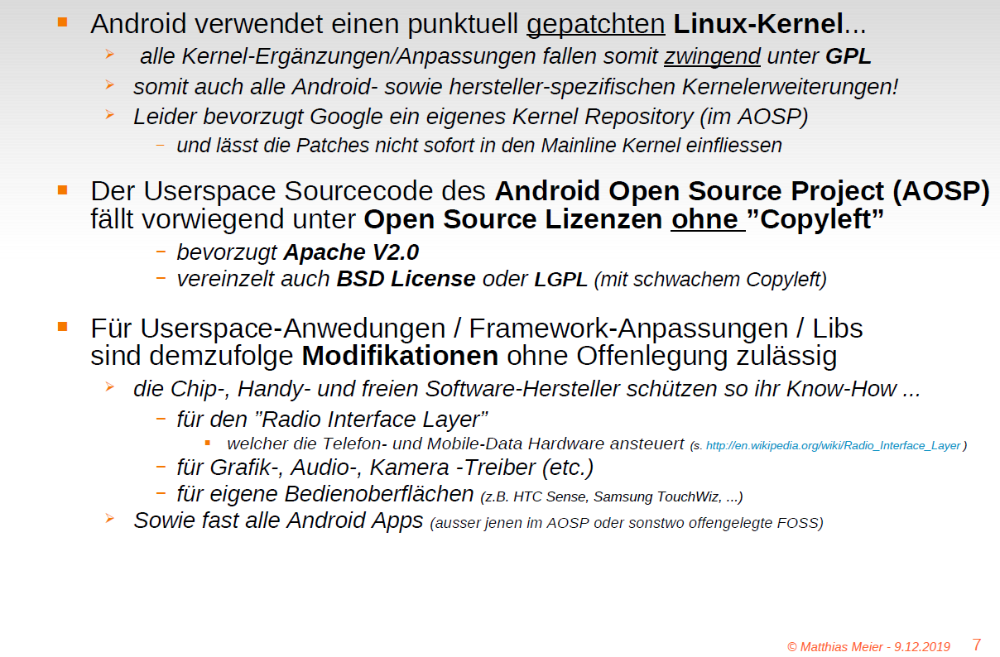 Android verwendet einen punktuell gepatchten Linux-Kernel...
alle Kernel-Ergänzungen/Anpassungen fallen somit zwingend unter GPL
somit auch alle Android- sowie hersteller-spezifischen Kernelerweiterungen!
Leider bevorzugt Google ein eigenes Kernel Repository (im AOSP)
– und lässt die Patches nicht sofort in den Mainline Kernel einfliessen
Der Userspace Sourcecode des Android Open Source Project (AOSP)
fällt vorwiegend unter Open Source Lizenzen ohne ”Copyleft”
– bevorzugt Apache V2.0
– vereinzelt auch BSD License oder LGPL (mit schwachem Copyleft)
Für Userspace-Anwedungen / Framework-Anpassungen / Libs
sind demzufolge Modifikationen ohne Offenlegung zulässig
die Chip-, Handy- und freien Software-Hersteller schützen so ihr Know-How ...
– für den ”Radio Interface Layer”
welcher die Telefon- und Mobile-Data Hardware ansteuert (s. http://en.wikipedia.org/wiki/Radio_Interface_Layer )
– für Grafik-, Audio-, Kamera -Treiber (etc.)
– für eigene Bedienoberflächen (z.B. HTC Sense, Samsung TouchWiz, ...)
Sowie fast alle Android Apps (ausser jenen im AOSP oder sonstwo offengelegte FOSS)
© Matthias Meier - 9.12.2019 7